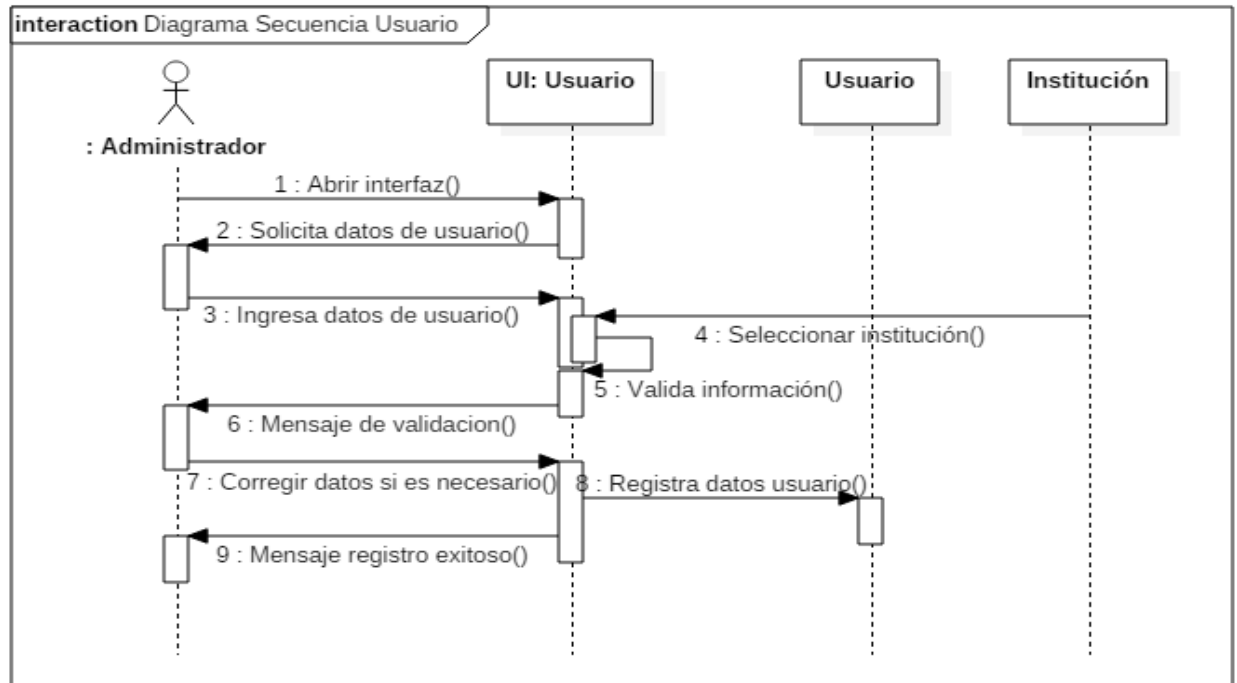 interaction Diagrama Secuencia Usuario
UI: Usuario
Usuario
Institución
: Administrador
1 : Abrir interfaz()
2 : Solicita datos de usuario()
3 : Ingresa datos de usuario()
4 : Seleccionar institución()
5 : Valida información()
6 : Mensaje de validacion()
7 : Corregir datos si es necesario()
8 : Registra datos usuario()
9 : Mensaje registro exitoso()